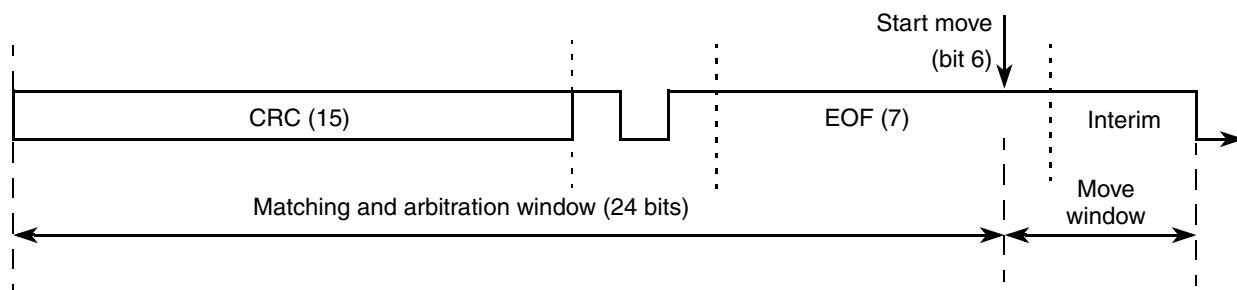 Start move
(bit 6)
CRC (15)
EOF (7)
Interim
Matching and arbitration window (24 bits)
Move
window